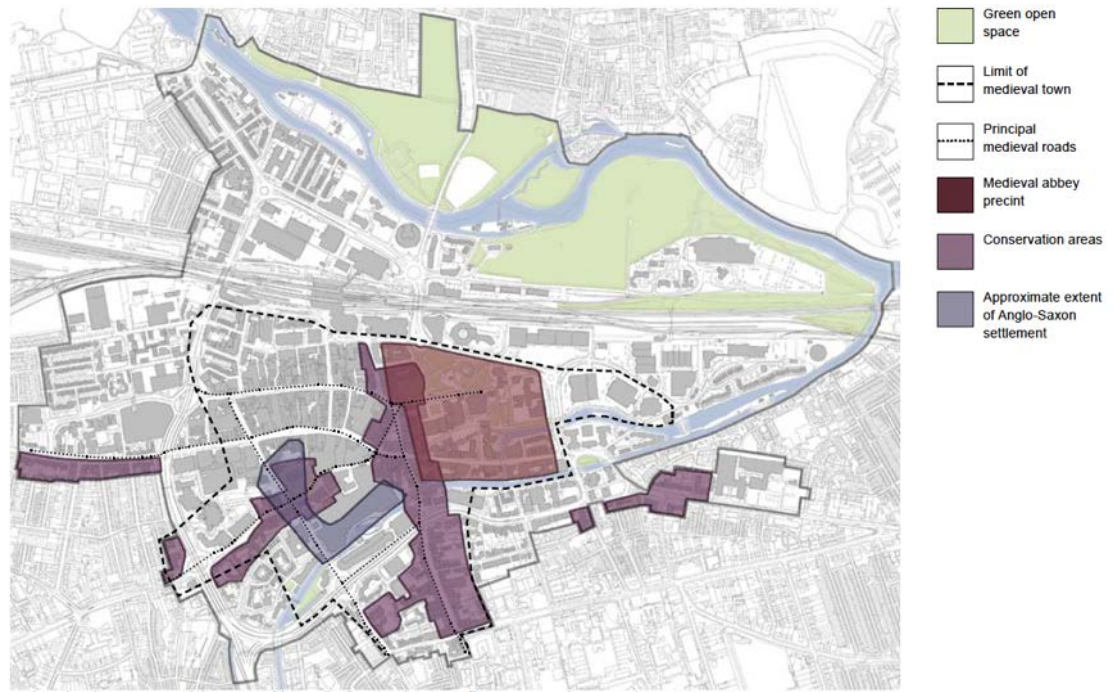 Green open
space
Limit of
medieval town
Principal
medieval roads
Medieval abbey
precint
Conservation areas
Approximate extent
of Anglo-Saxon
settlement